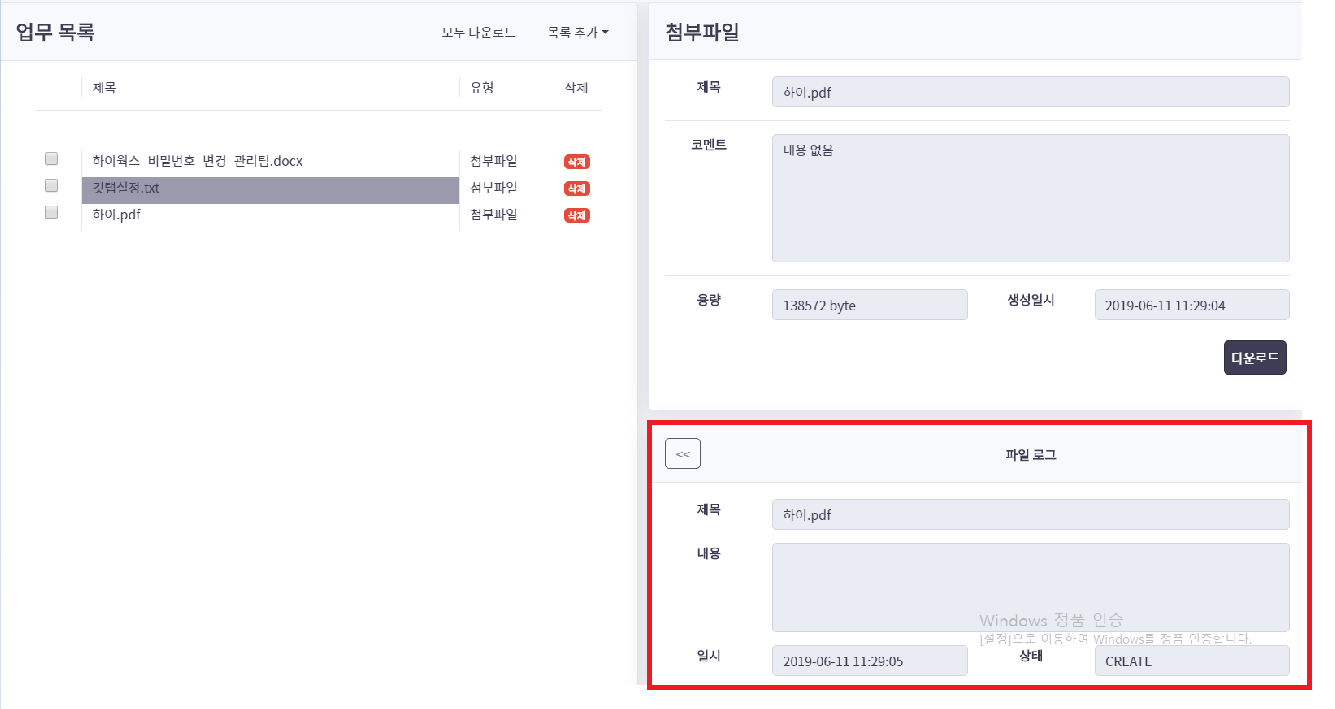 업무 목록
모두 다운로드 목록 추가
제목 유형 삭제
하이웍스_비밀번호_변경_관리팀.docx 첨부파일 삭제
깃랩설정.txt 첨부파일 삭제
하이.pdf 첨부파일 삭제
첨부파일
제목 하이.pdf
코멘트 내용 없음
용량 138572 byte 생성일시 2019-06-11 11:29:04
다운로드
<< 파일 로그
제목 하이.pdf
내용
Windows 정품 인증
[설정]으로 이동하여 Windows를 정품 인증합니다.
일시 2019-06-11 11:29:05 상태 CREATE